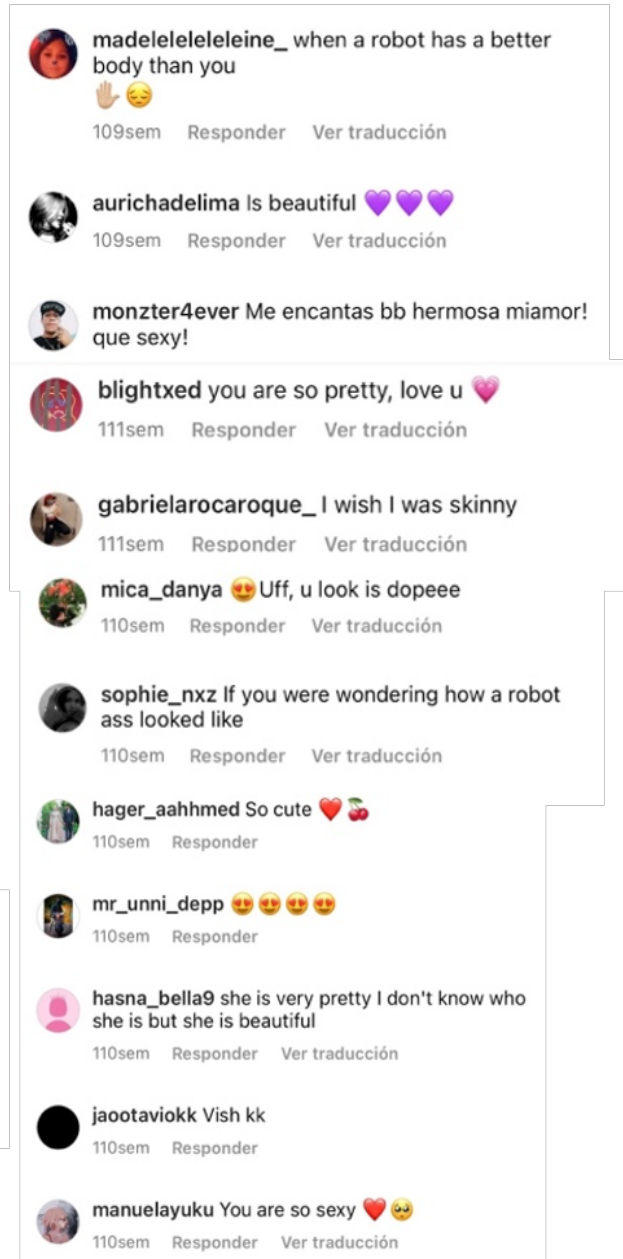 madeleleleleleine_ when a robot has a better
body than you
🖐🏼😔
109sem Responder Ver traducción
aurichadelima Is beautiful 💜💜💜
109sem Responder Ver traducción
monzter4ever Me encantas bb hermosa miamor!
que sexy!
blightxed you are so pretty, love u 💗
111sem Responder Ver traducción
gabrielarocaroque_ I wish I was skinny
111sem Responder Ver traducción
mica_danya 😍Uff, u look is dopeee
110sem Responder Ver traducción
sophie_nxz If you were wondering how a robot
ass looked like
110sem Responder Ver traducción
hager_aahhmed So cute ❤️🍒
110sem Responder
mr_unni_depp 😍😍😍😍
110sem Responder
hasna_bella9 she is very pretty I don't know who
she is but she is beautiful
110sem Responder Ver traducción
jaootaviokk Vish kk
110sem Responder
manuelayuku You are so sexy ❤️🥺
110sem Responder Ver traducción